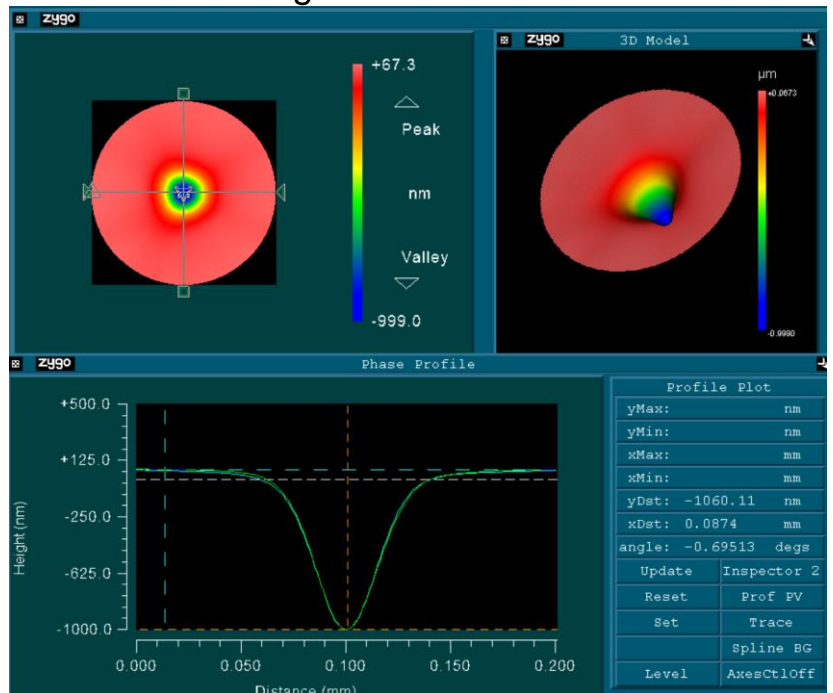 zygo
+67.3
Peak
nm
Valley
-999.0
zygo 3D Model
µm
+0.0673
-0.9990
zygo Phase Profile
+500.0
+125.0
-250.0
-625.0
-1000.0
Height (nm)
0.000 0.050 0.100 0.150 0.200
Distance (mm)
Profile Plot
yMax: nm
yMin: nm
xMax: mm
xMin: mm
yDst: -1060.11 nm
xDst: 0.0874 mm
angle: -0.69513 degs
Update Inspector 2
Reset Prof PV
Set Trace
Spline BG
Level AxesCtlOff